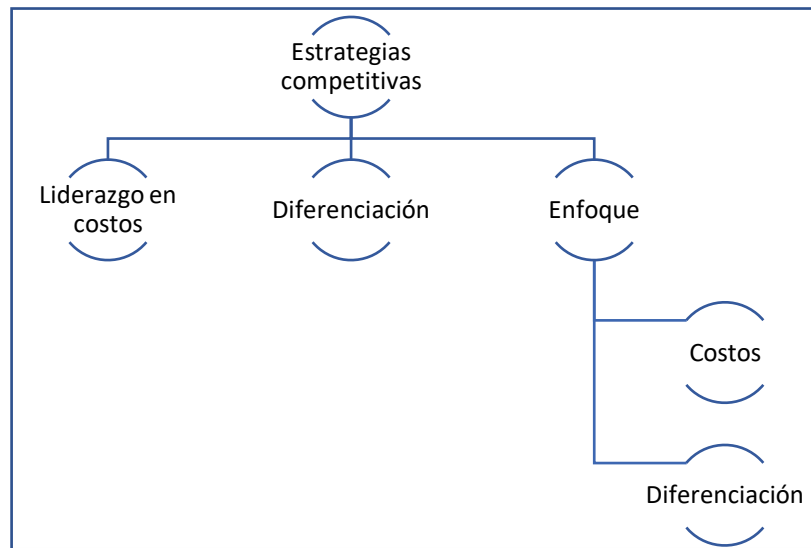 Estrategias
competitivas
Liderazgo en
costos
Diferenciación
Enfoque
Costos
Diferenciación